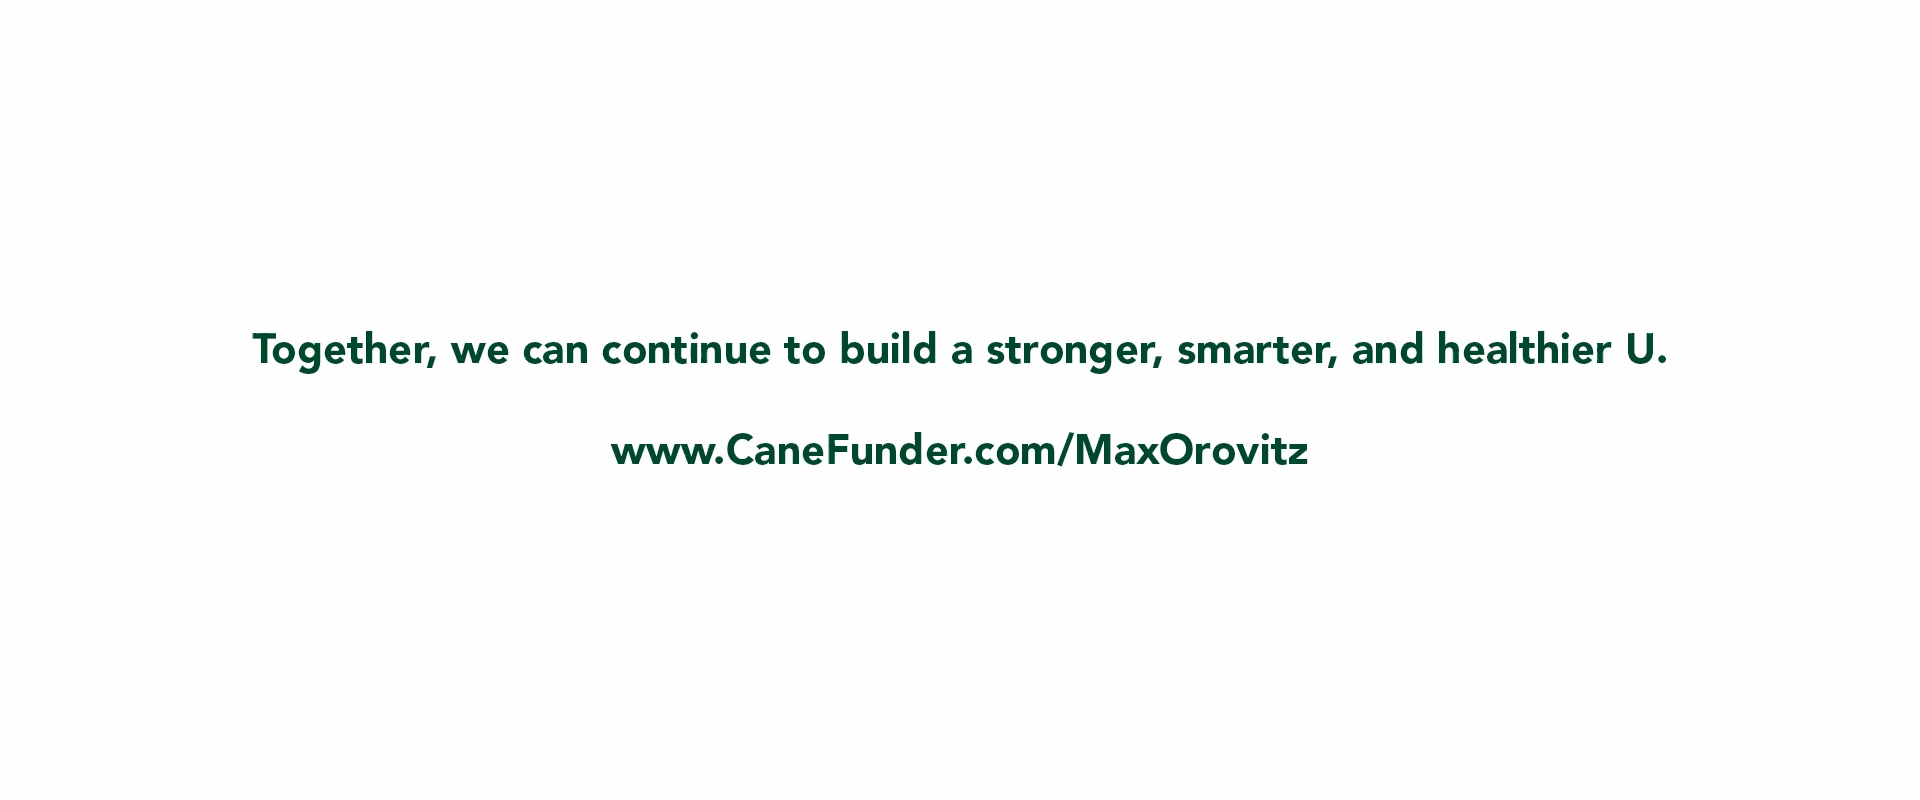 Together, we can continue to build a stronger, smarter, and healthier U.
www.CaneFunder.com/MaxOrovitz